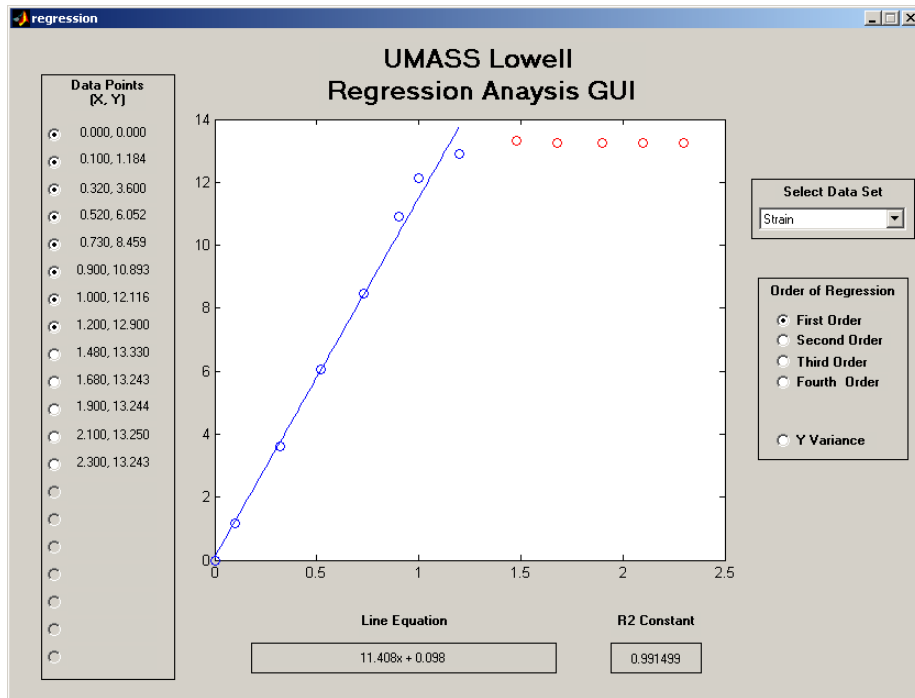 regression
UMASS Lowell
Regression Anaysis GUI
Data Points
(X, Y)
0.000, 0.000
0.100, 1.184
0.320, 3.600
0.520, 6.052
0.730, 8.459
0.900, 10.893
1.000, 12.116
1.200, 12.900
1.480, 13.330
1.680, 13.243
1.900, 13.244
2.100, 13.250
2.300, 13.243
14
12
10
8
6
4
2
0
0
0.5
1
1.5
2
2.5
Select Data Set
Strain
Order of Regression
First Order
Second Order
Third Order
Fourth Order
Y Variance
Line Equation
11.408x + 0.098
R2 Constant
0.991499